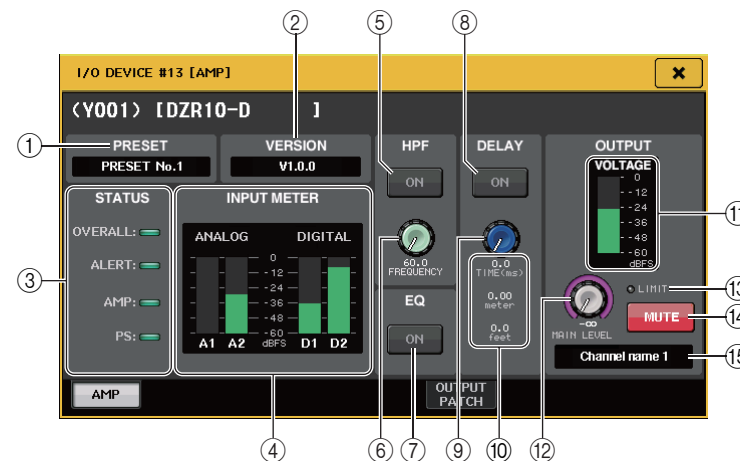 ② ⑤ ⑧
I/O DEVICE #13 [AMP] ×
(Y001) [DZR10-D ]
① PRESET VERSION HPF DELAY OUTPUT
PRESET No.1 V1.0.0 ON ON VOLTAGE
STATUS INPUT METER
0
-12
-24
-36
-48
-60
dBFS
⑪
③ OVERALL:
ALERT:
AMP:
PS:
ANALOG DIGITAL
0
-12
-24
-36
-48
-60
A1 A2 dBFS D1 D2
60.0
FREQUENCY
EQ
ON
0.0
TIME(ms)
0.00
meter
0.0
feet
LIMIT ⑬
-∞
MAIN LEVEL
MUTE ⑭
Channel name 1 ⑮
AMP OUTPUT
PATCH
④ ⑥ ⑦ ⑨ ⑩ ⑫